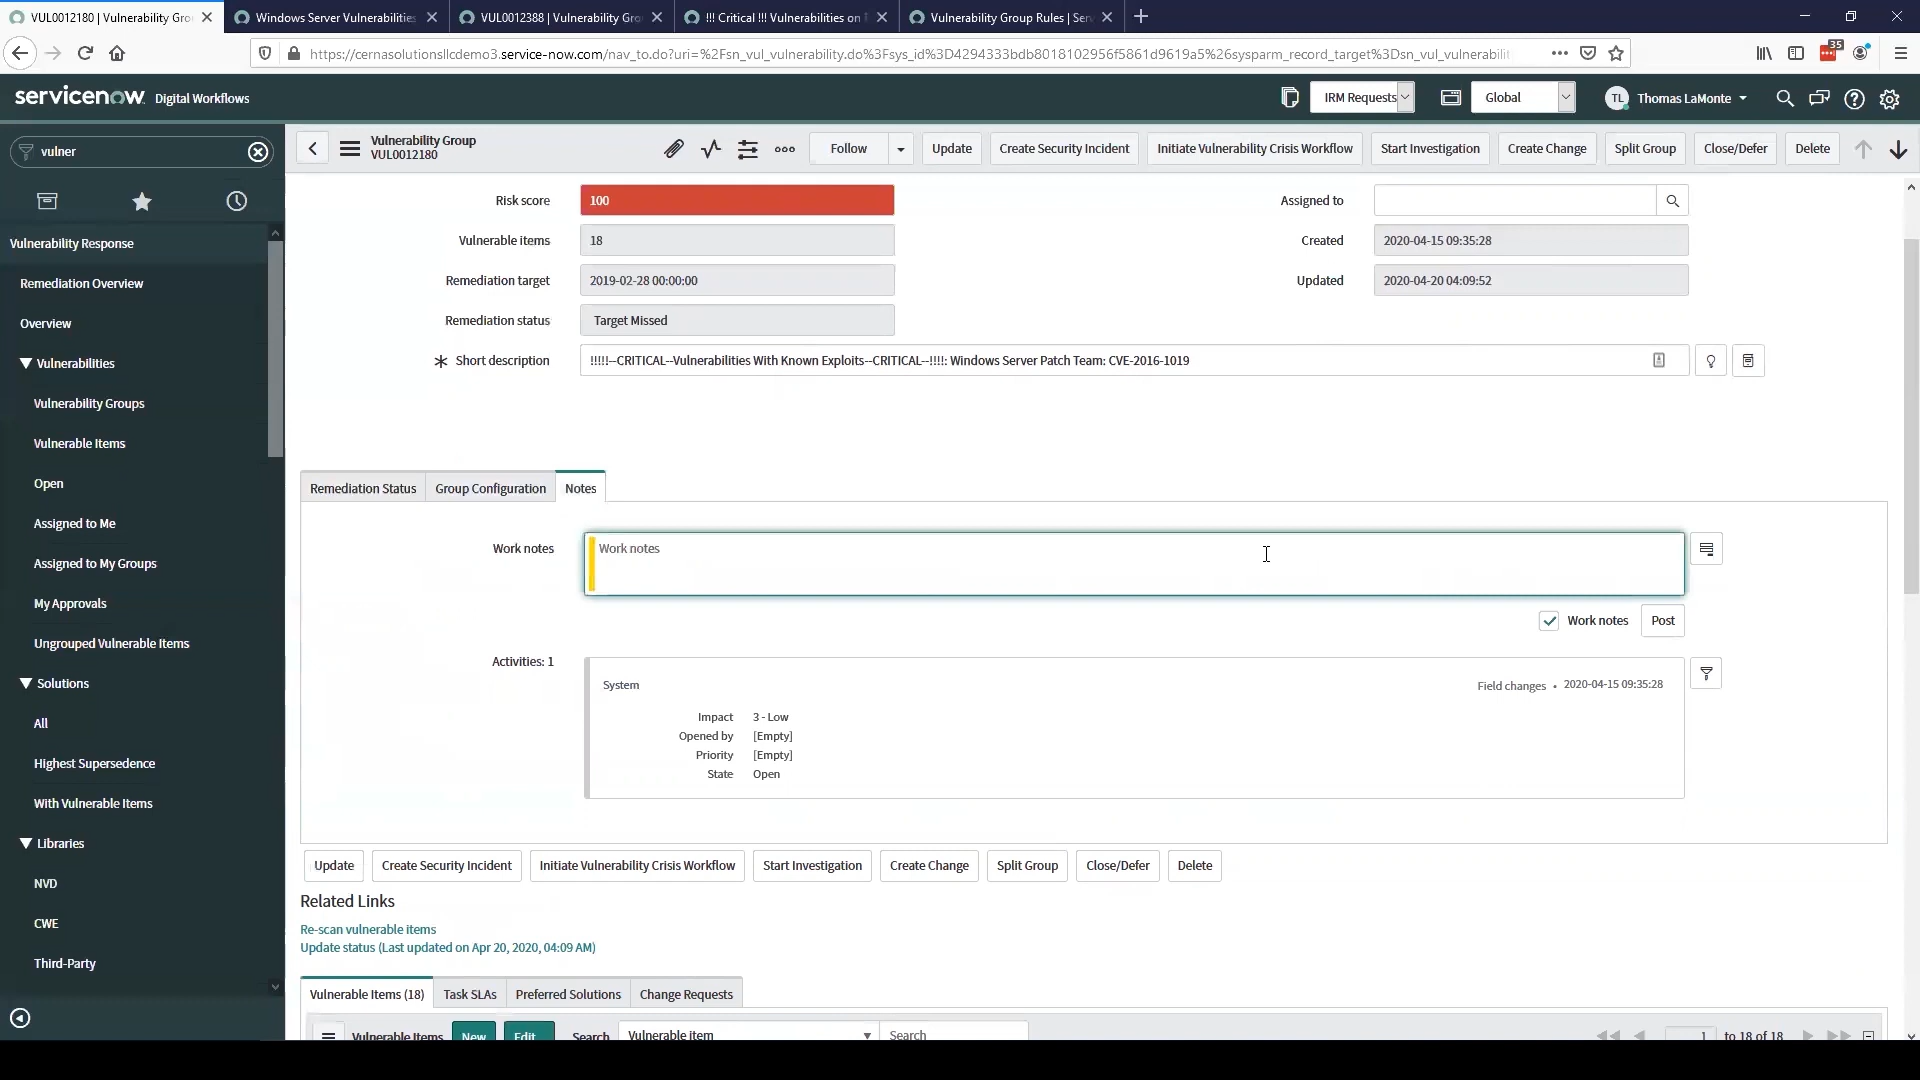 VUL0012180 | Vulnerability Gro
Windows Server Vulnerabilities
VUL0012388 | Vulnerability Gro
!!! Critical !!! Vulnerabilities on
Vulnerability Group Rules | Ser
https://cernasolutionsllcdemo3.service-now.com/nav_to.do?uri=%2Fsn_vul_vulnerability.do%3Fsys_id%3D4294333bdb8018102956f5861d9619a5%26sysparm_record_target%3Dsn_vul_vulnerabilit
35
servicenow Digital Workflows
IRM Requests
Global
TL Thomas LaMonte
vulner
Vulnerability Group
VUL0012180
Follow
Update
Create Security Incident
Initiate Vulnerability Crisis Workflow
Start Investigation
Create Change
Split Group
Close/Defer
Delete
Vulnerability Response
Remediation Overview
Overview
Vulnerabilities
Vulnerability Groups
Vulnerable Items
Open
Assigned to Me
Assigned to My Groups
My Approvals
Ungrouped Vulnerable Items
Solutions
All
Highest Supersedence
With Vulnerable Items
Libraries
NVD
CWE
Third-Party
Risk score 100
Assigned to
Vulnerable items 18
Created 2020-04-15 09:35:28
Remediation target 2019-02-28 00:00:00
Updated 2020-04-20 04:09:52
Remediation status Target Missed
Short description !!!!!--CRITICAL--Vulnerabilities With Known Exploits--CRITICAL--!!!!: Windows Server Patch Team: CVE-2016-1019
Remediation Status
Group Configuration
Notes
Work notes Work notes
Work notes Post
Activities: 1
System Field changes • 2020-04-15 09:35:28
Impact 3 - Low
Opened by [Empty]
Priority [Empty]
State Open
Update
Create Security Incident
Initiate Vulnerability Crisis Workflow
Start Investigation
Create Change
Split Group
Close/Defer
Delete
Related Links
Re-scan vulnerable items
Update status (Last updated on Apr 20, 2020, 04:09 AM)
Vulnerable Items (18)
Task SLAs
Preferred Solutions
Change Requests
Vulnerable Items New Edit... Search Vulnerable item Search 1 to 18 of 18